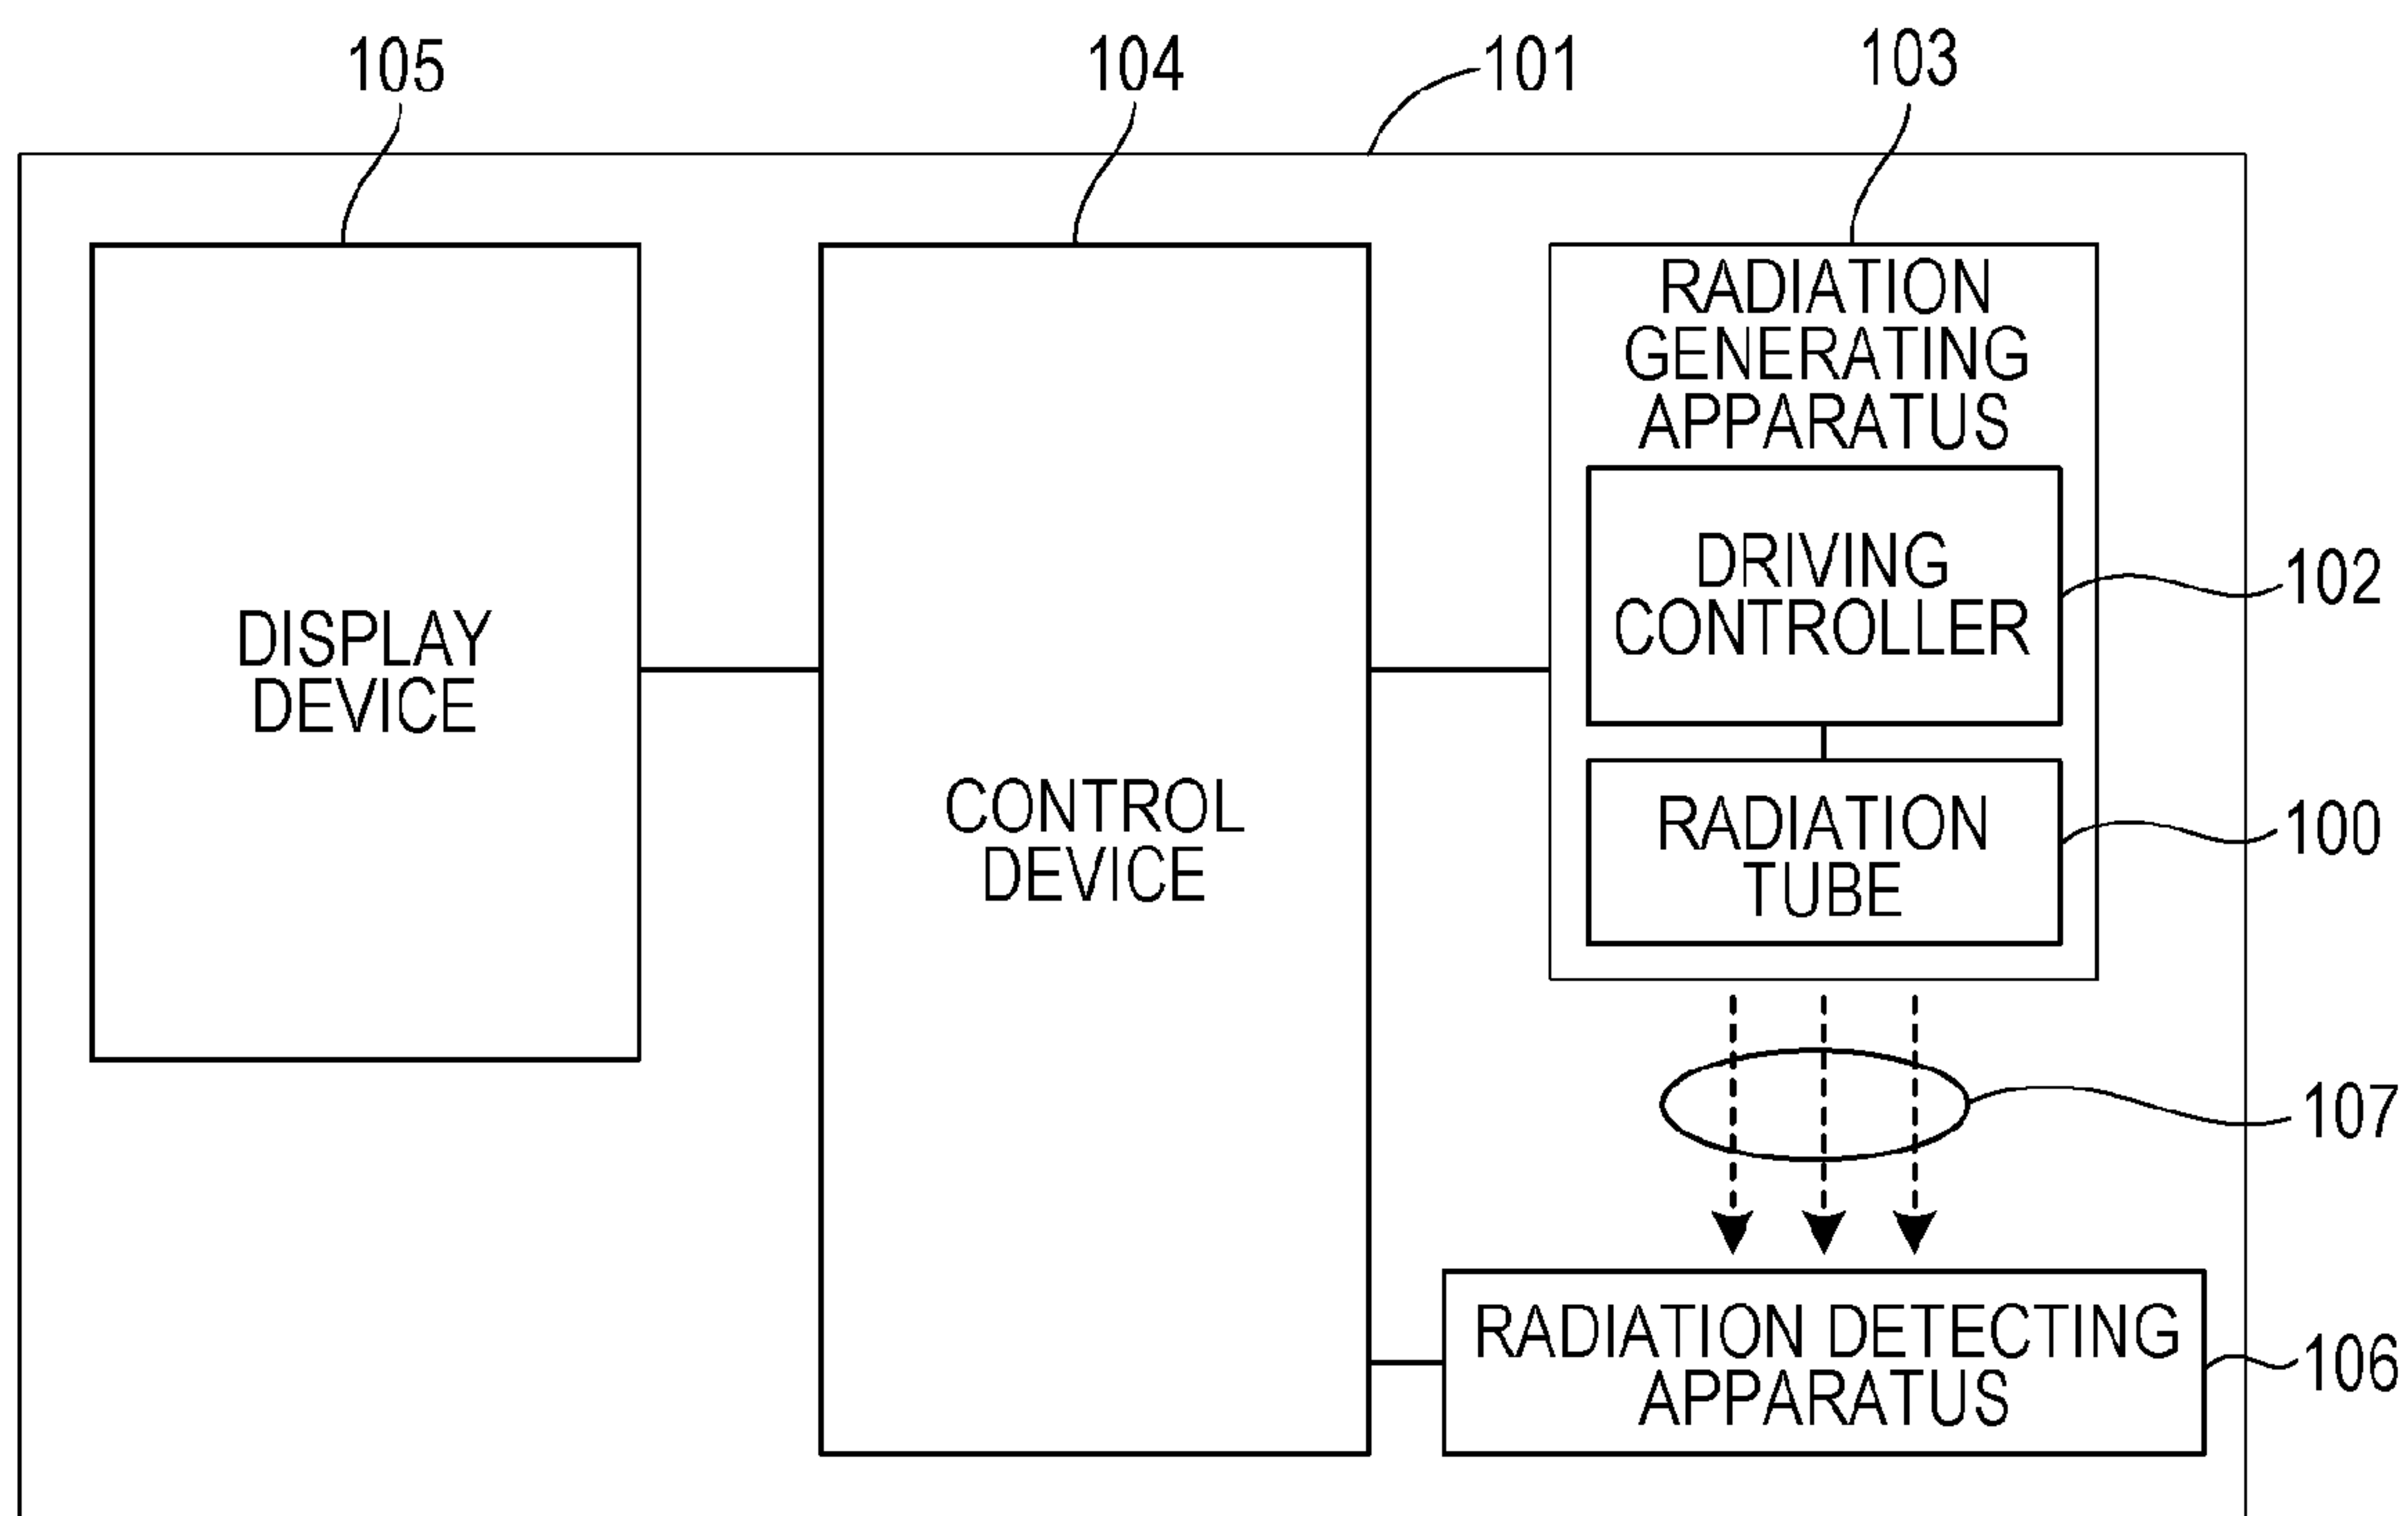 105
104
101
103
RADIATION
GENERATING
APPARATUS
DRIVING
CONTROLLER
102
DISPLAY
DEVICE
CONTROL
DEVICE
RADIATION
TUBE
100
107
RADIATION DETECTING
APPARATUS
106